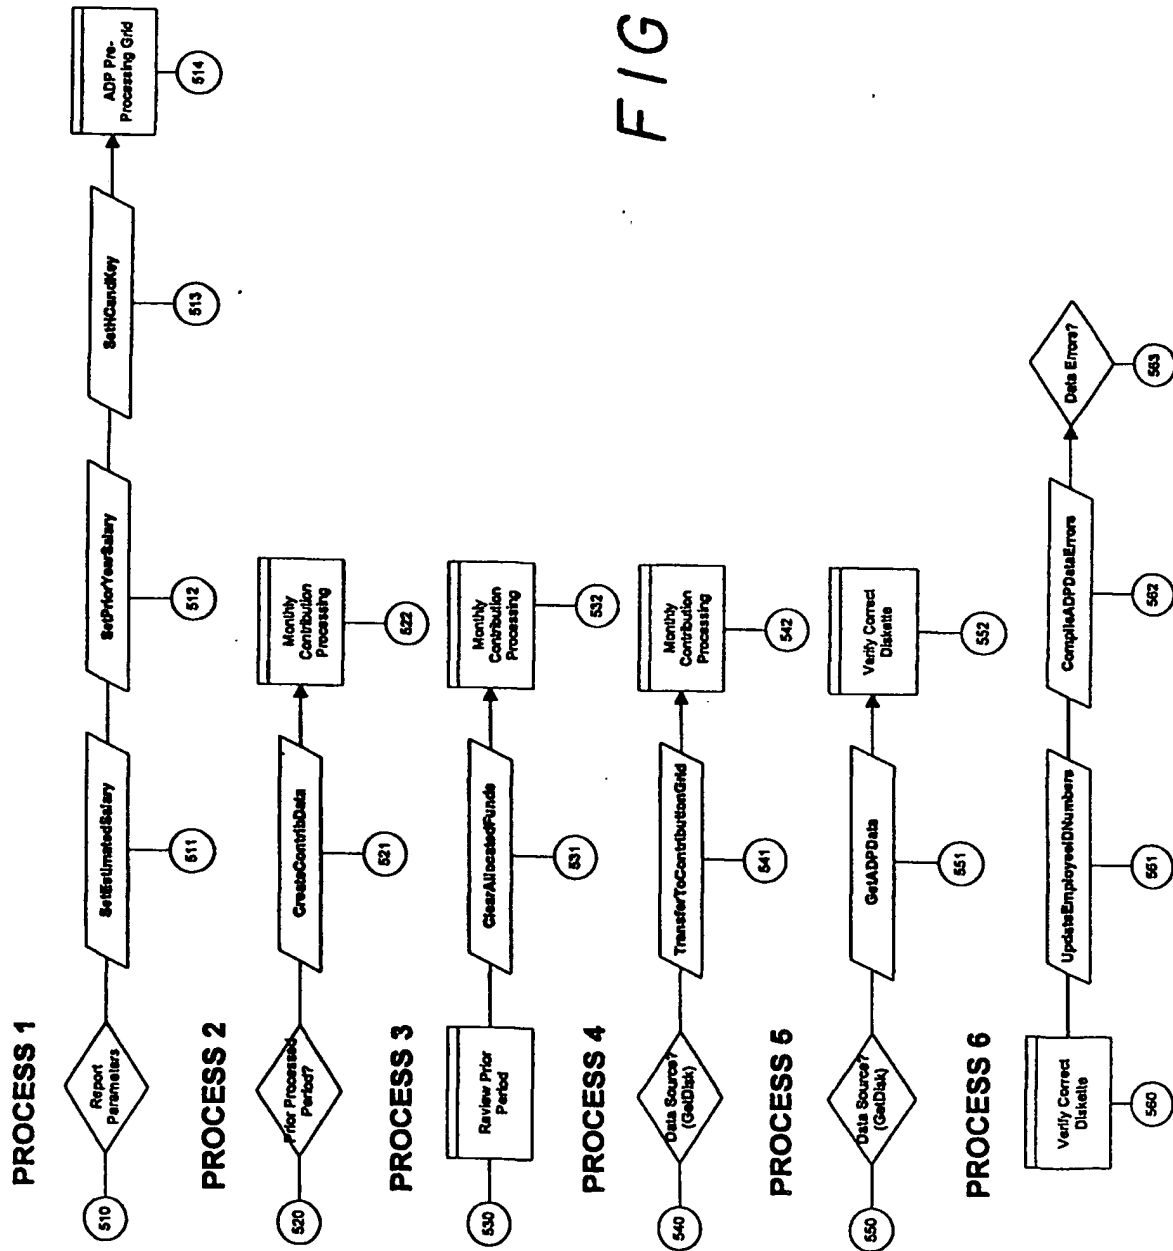 PROCESS 1
510
Report
Parameters
SetEstimatedSalary
511
SetPriorYearSalary
512
SetHCandKey
513
ADP Pre-
Processing Grid
514
PROCESS 2
520
Prior Processed
Period?
CreateContribData
521
Monthly
Contribution
Processing
522
PROCESS 3
530
Review Prior
Period
ClearAllocatedFunds
531
Monthly
Contribution
Processing
532
PROCESS 4
540
Data Source?
(GetDisk)
TransferToContributionGrid
541
Monthly
Contribution
Processing
542
PROCESS 5
550
Data Source?
(GetDisk)
GetADPData
551
Verify Correct
Diskette
552
PROCESS 6
560
Verify Correct
Diskette
UpdateEmployeeIDNumbers
561
CompileADPDataErrors
562
Data Errors?
563
FIG